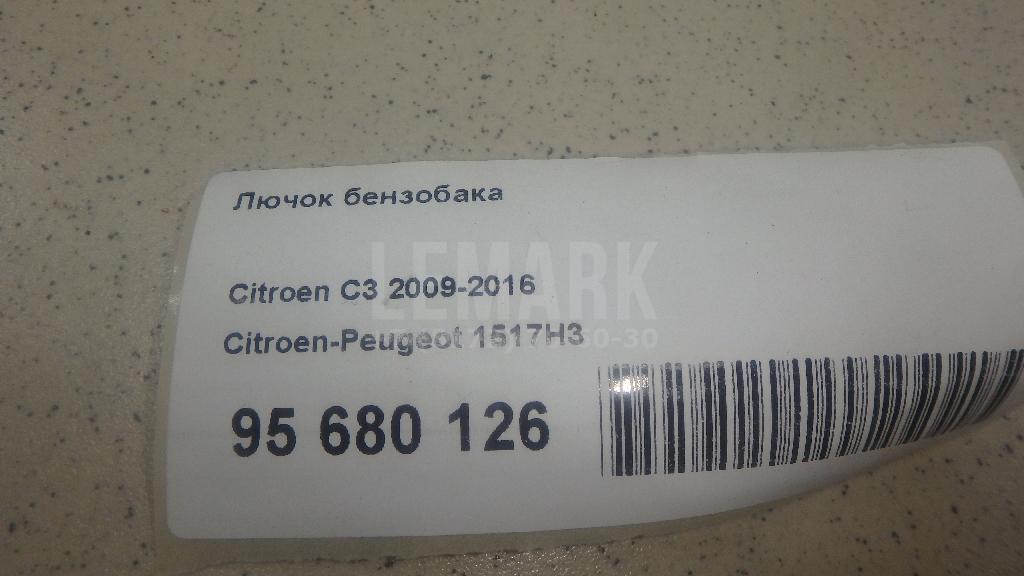 Лючок бензобака
LEMARK
Citroen C3 2009-2016
Citroen-Peugeot 1517H3
95 680 126